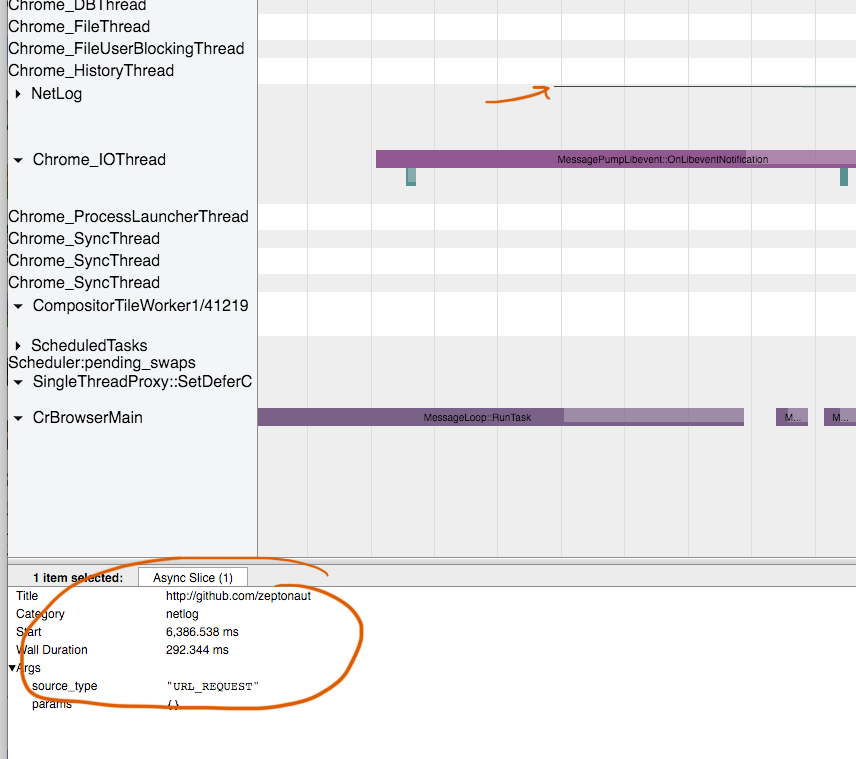 Chrome_DBThread
Chrome_FileThread
Chrome_FileUserBlockingThread
Chrome_HistoryThread
NetLog
Chrome_IOThread
MessagePumpLibevent::OnLibeventNotification
Chrome_ProcessLauncherThread
Chrome_SyncThread
Chrome_SyncThread
Chrome_SyncThread
CompositorTileWorker1/41219
ScheduledTasks
Scheduler:pending_swaps
SingleThreadProxy::SetDeferC
CrBrowserMain MessageLoop::RunTask M... M...
1 item selected: Async Slice (1)
Title http://github.com/zeptonaut
Category netlog
Start 6,386.538 ms
Wall Duration 292.344 ms
Args
source_type "URL_REQUEST"
params {}